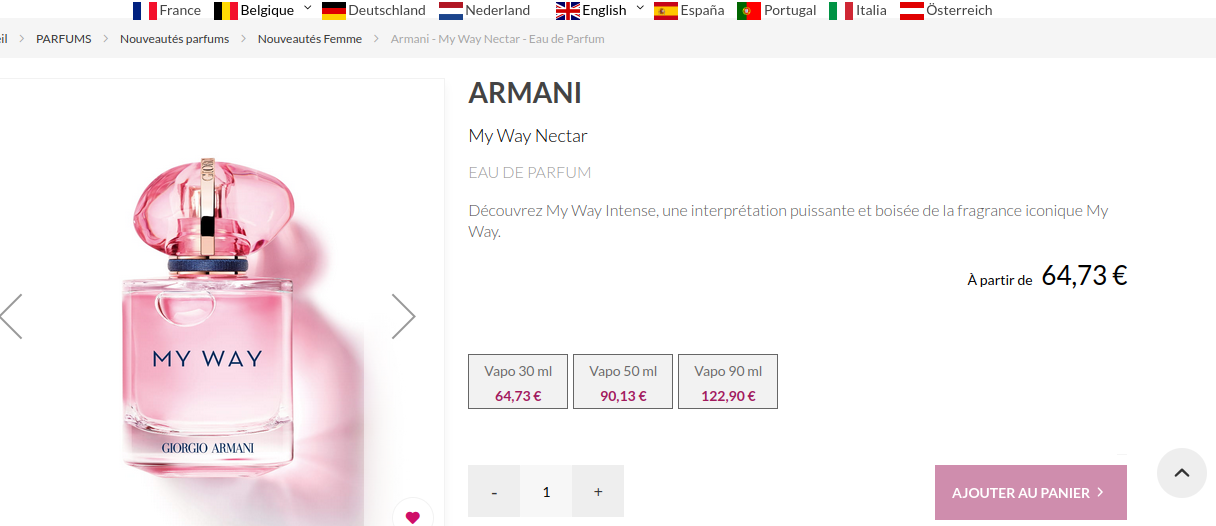 France Belgique Deutschland Nederland English España Portugal Italia Österreich
PARFUMS Nouveautés parfums Nouveautés Femme Armani - My Way Nectar - Eau de Parfum
ARMANI
My Way Nectar
EAU DE PARFUM
Découvrez My Way Intense, une interprétation puissante et boisée de la fragrance iconique My
Way.
À partir de 64,73 €
MY WAY
GIORGIO ARMANI
Vapo 30 ml Vapo 50 ml Vapo 90 ml
64,73 € 90,13 € 122,90 €
- 1 + AJOUTER AU PANIER